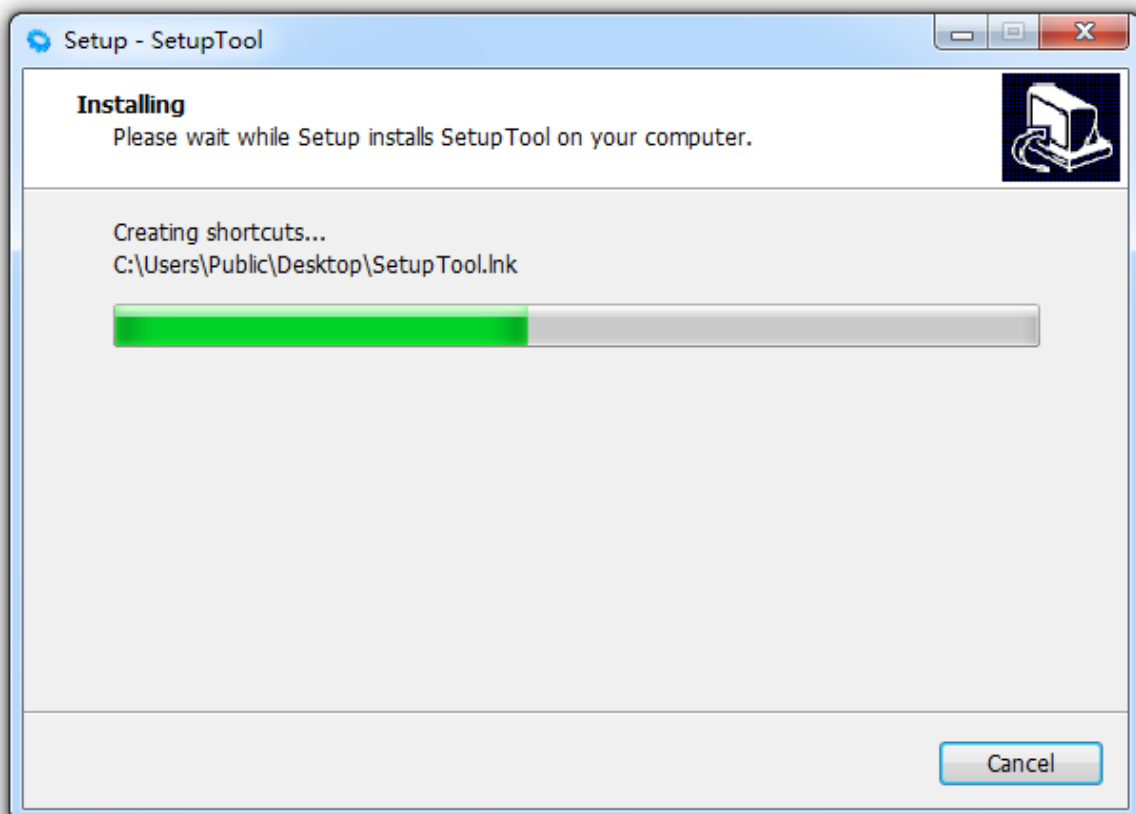 Setup - SetupTool
Installing
Please wait while Setup installs SetupTool on your computer.
Creating shortcuts...
C:\Users\Public\Desktop\SetupTool.lnk
Cancel